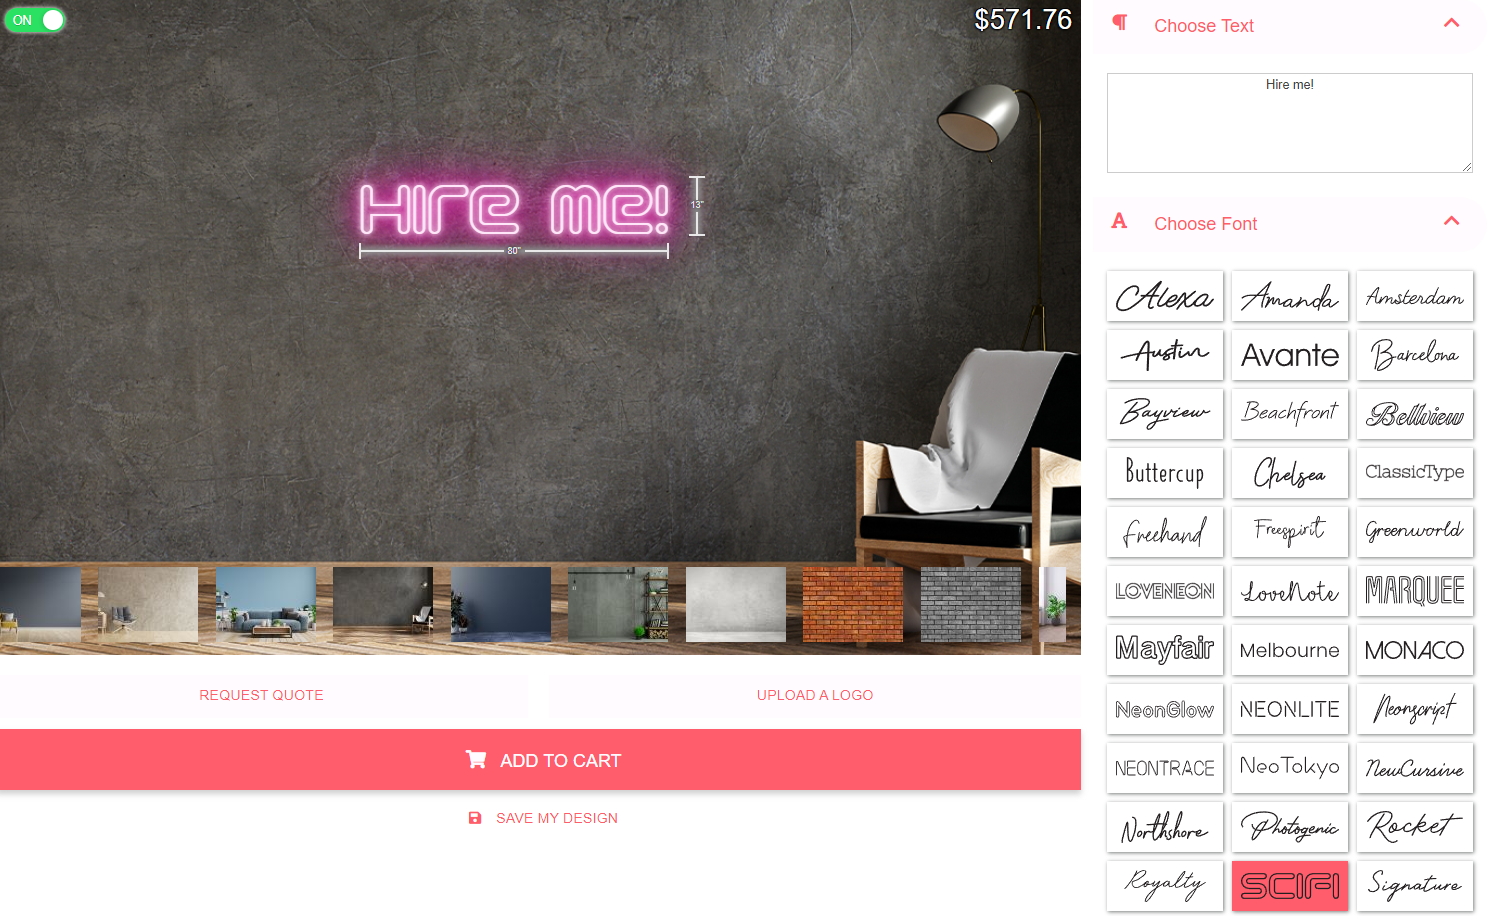 ON
$571.76
Hire me!
13"
80"
REQUEST QUOTE
UPLOAD A LOGO
ADD TO CART
SAVE MY DESIGN
Choose Text
Hire me!
Choose Font
Alexa
Amanda
Amsterdam
Austin
Avante
Barcelona
Bayview
Beachfront
Bellview
Buttercup
Chelsea
ClassicType
Freehand
Freespirit
Greenworld
LOVENEON
LoveNote
MARQUEE
Mayfair
Melbourne
MONACO
NeonGlow
NEONLITE
Neonscript
NEONTRACE
NeoTokyo
NewCursive
Northshore
Photogenic
Rocket
Royalty
SCIFI
Signature